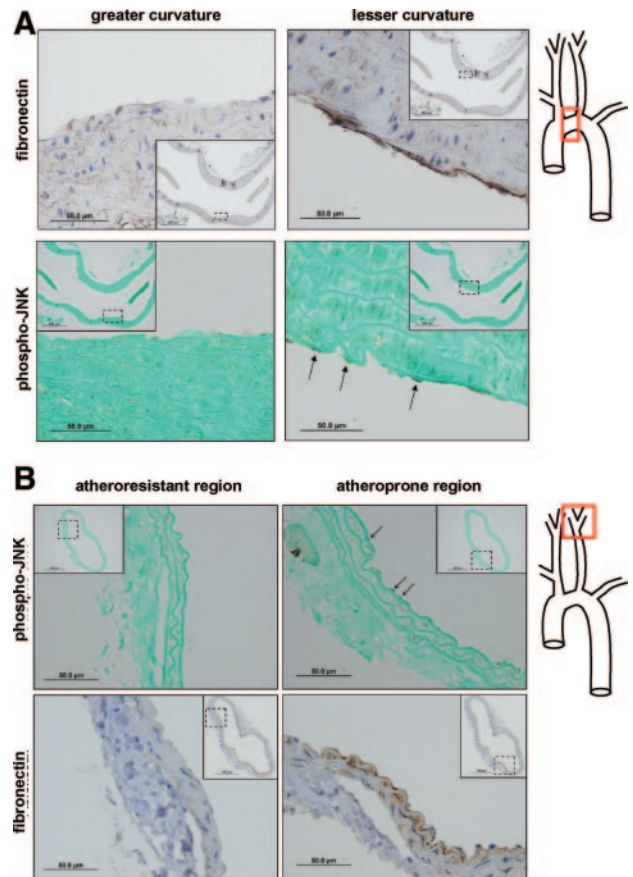 A
greater curvature
lesser curvature
fibronectin
50.0 µm
50.0 µm
phospho-JNK
50.0 µm
50.0 µm
B
atheroresistant region
atheroprone region
phospho-JNK
50.0 µm
50.0 µm
fibronectin
50.0 µm
50.0 µm